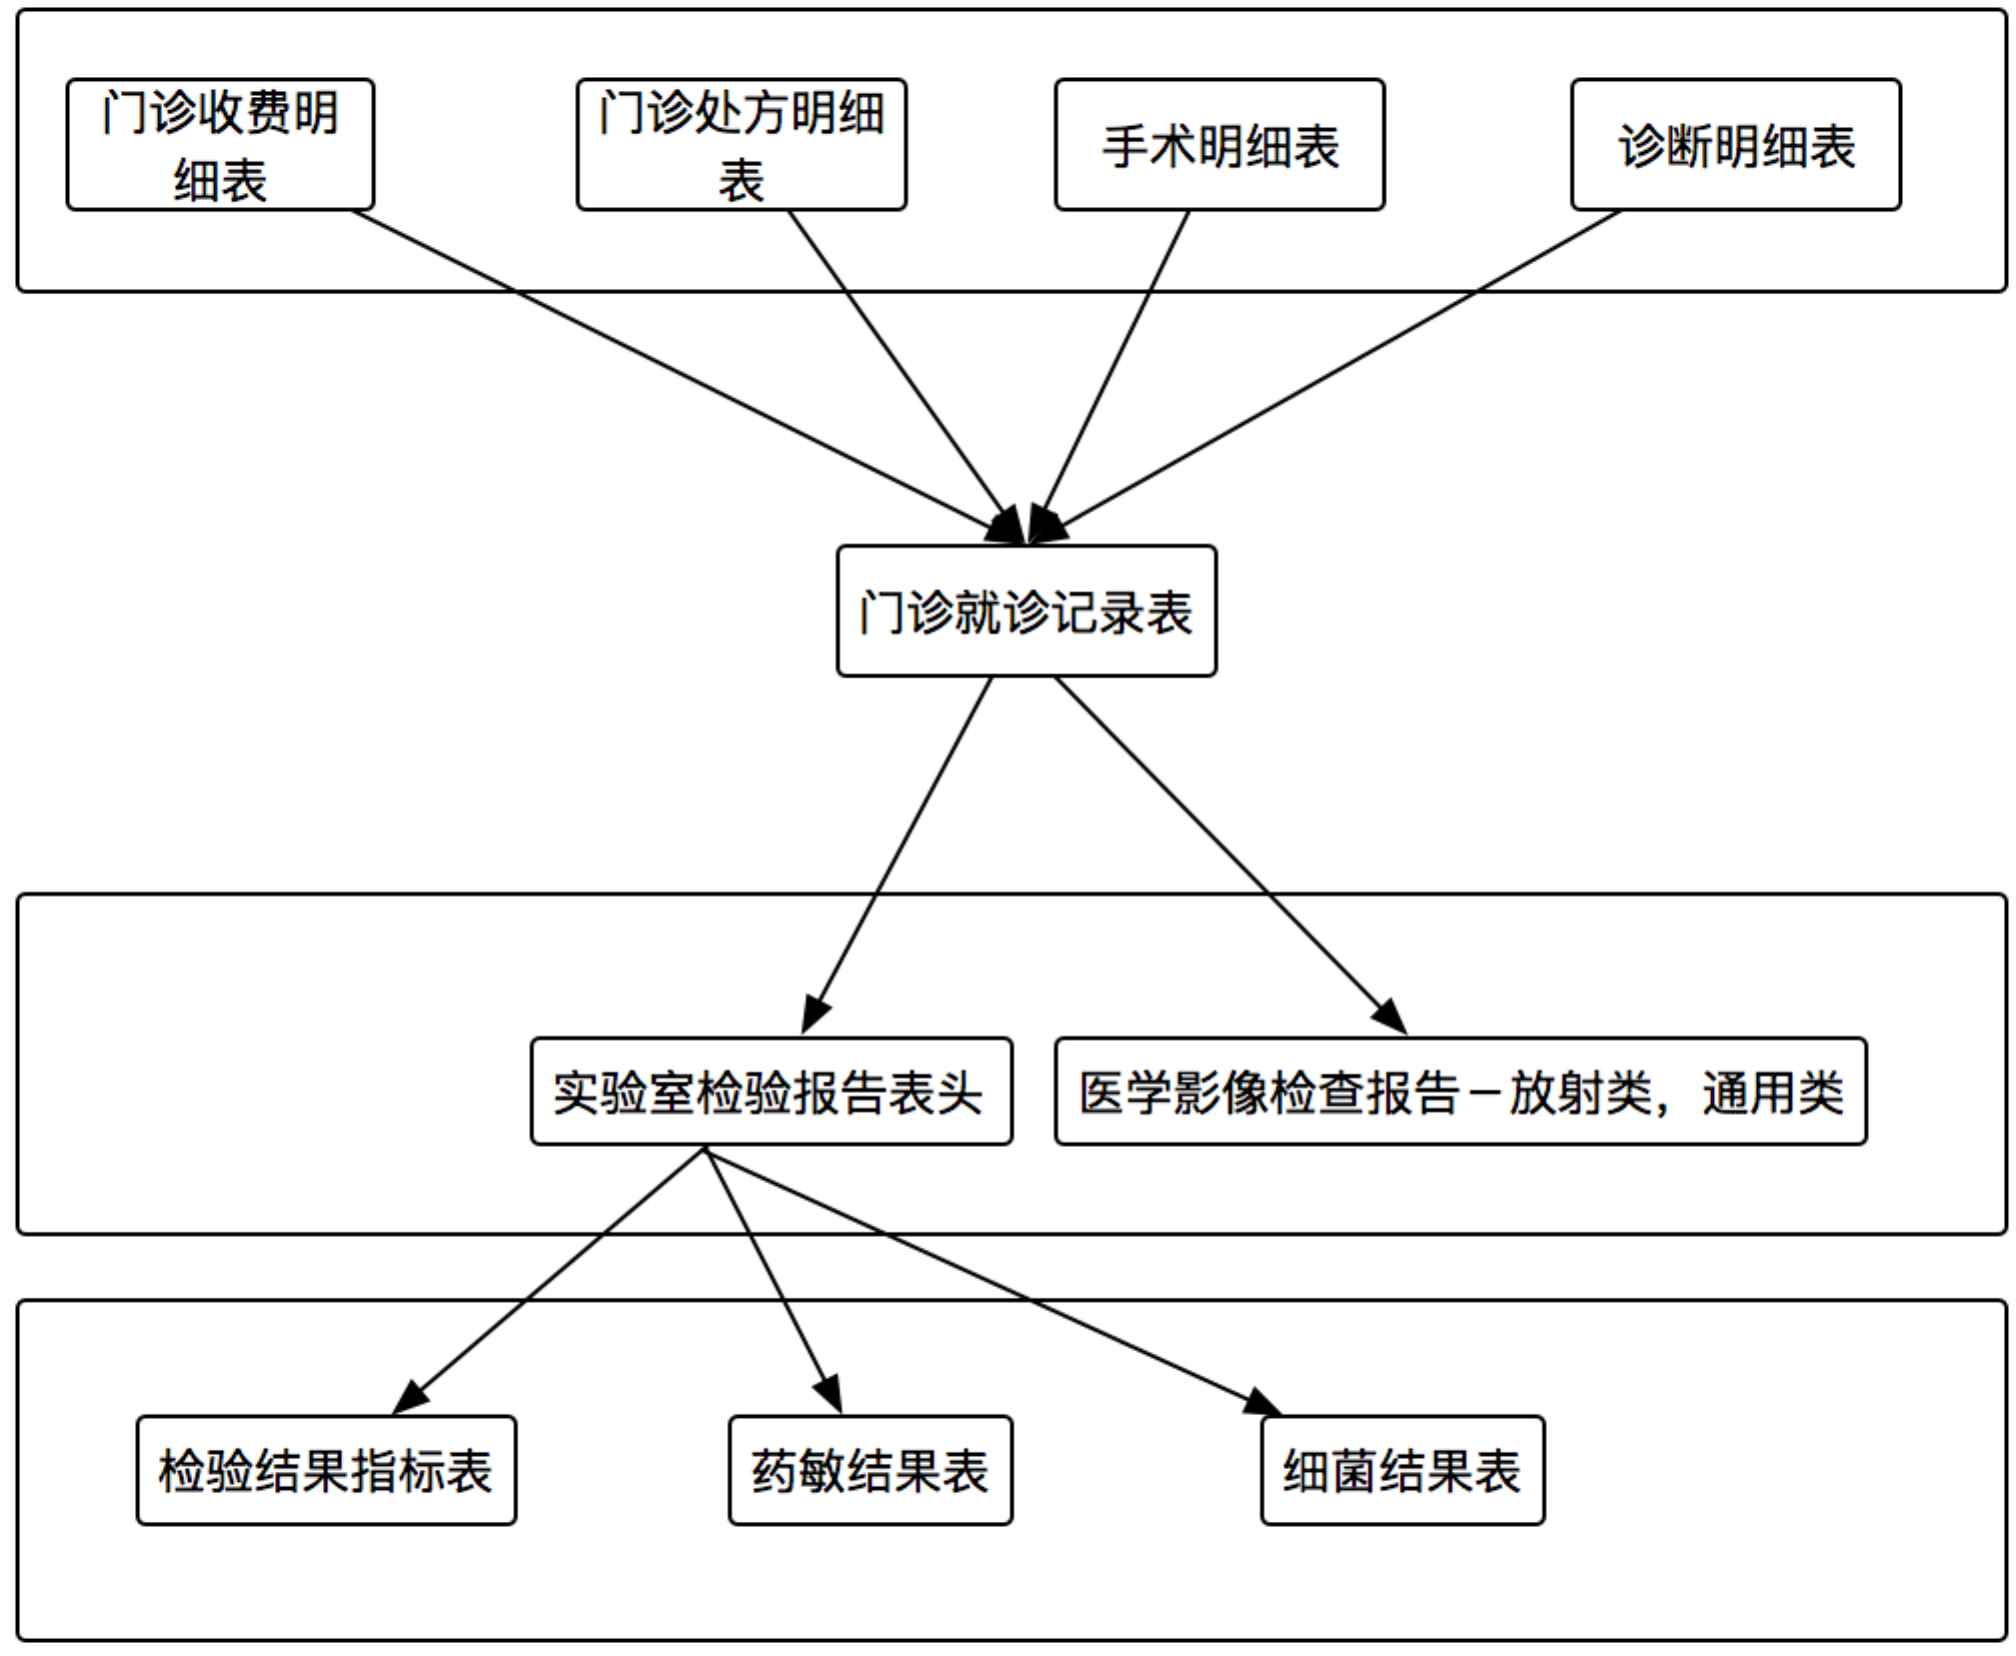 门诊收费明
细表
门诊处方明细
表
手术明细表
诊断明细表
门诊就诊记录表
实验室检验报告表头
医学影像检查报告－放射类，通用类
检验结果指标表
药敏结果表
细菌结果表